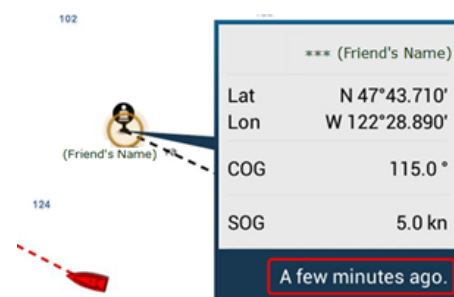 102
*** (Friend's Name)
Lat N 47°43.710'
Lon W 122°28.890'
(Friend's Name)
COG 115.0 °
124
SOG 5.0 kn
A few minutes ago.